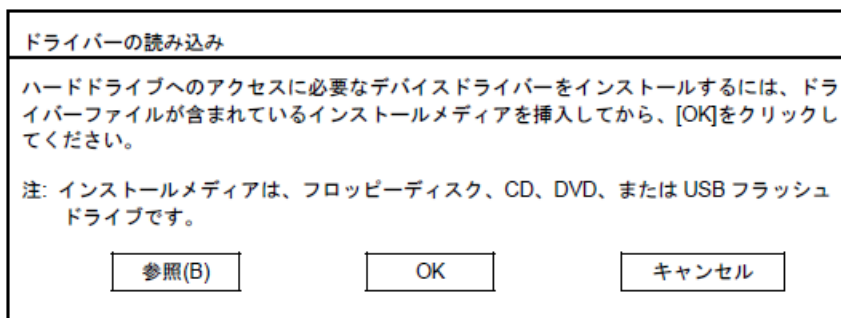 ドライバーの読み込み
ハードドライブへのアクセスに必要なデバイスドライバーをインストールするには、ドラ
イバーファイルが含まれているインストールメディアを挿入してから、[OK]をクリックし
てください。
注: インストールメディアは、フロッピーディスク、CD、DVD、または USB フラッシュ
ドライブです。
参照(B) OK キャンセル